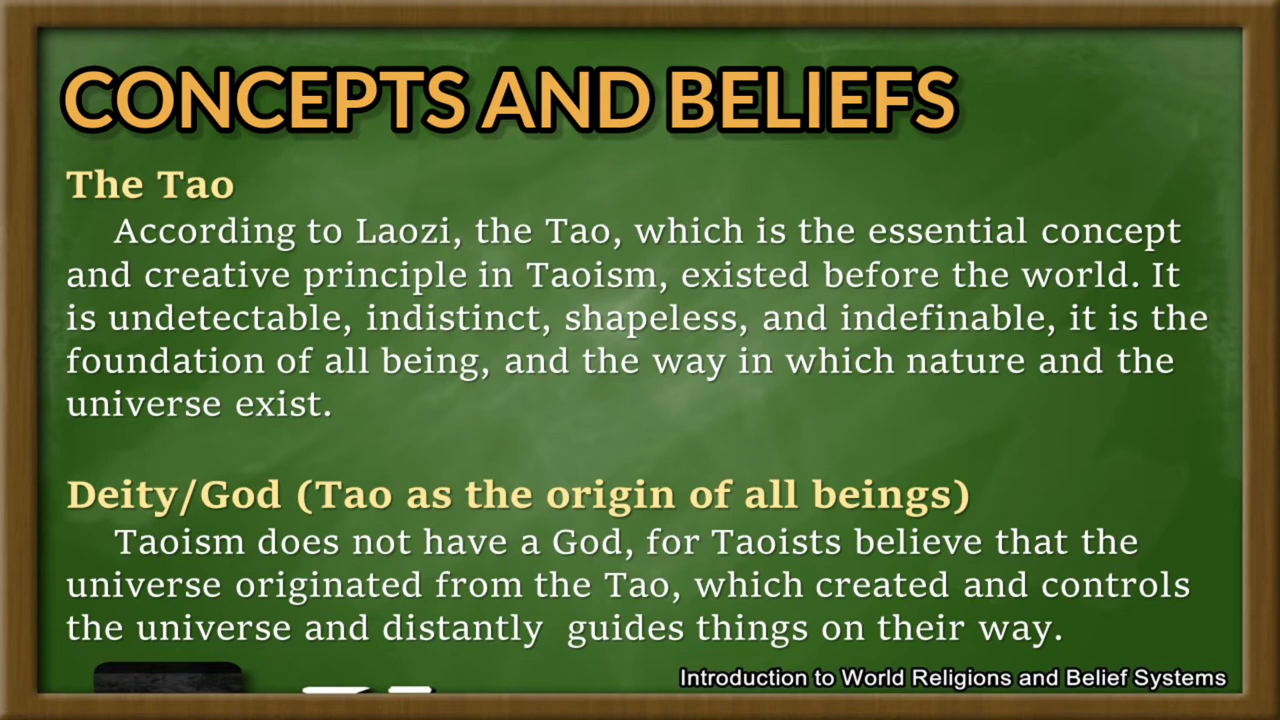 CONCEPTS AND BELIEFS
The Tao
According to Laozi, the Tao, which is the essential concept
and creative principle in Taoism, existed before the world. It
is undetectable, indistinct, shapeless, and indefinable, it is the
foundation of all being, and the way in which nature and the
universe exist.
Deity/God (Tao as the origin of all beings)
Taoism does not have a God, for Taoists believe that the
universe originated from the Tao, which created and controls
the universe and distantly  guides things on their way.
Introduction to World Religions and Belief Systems